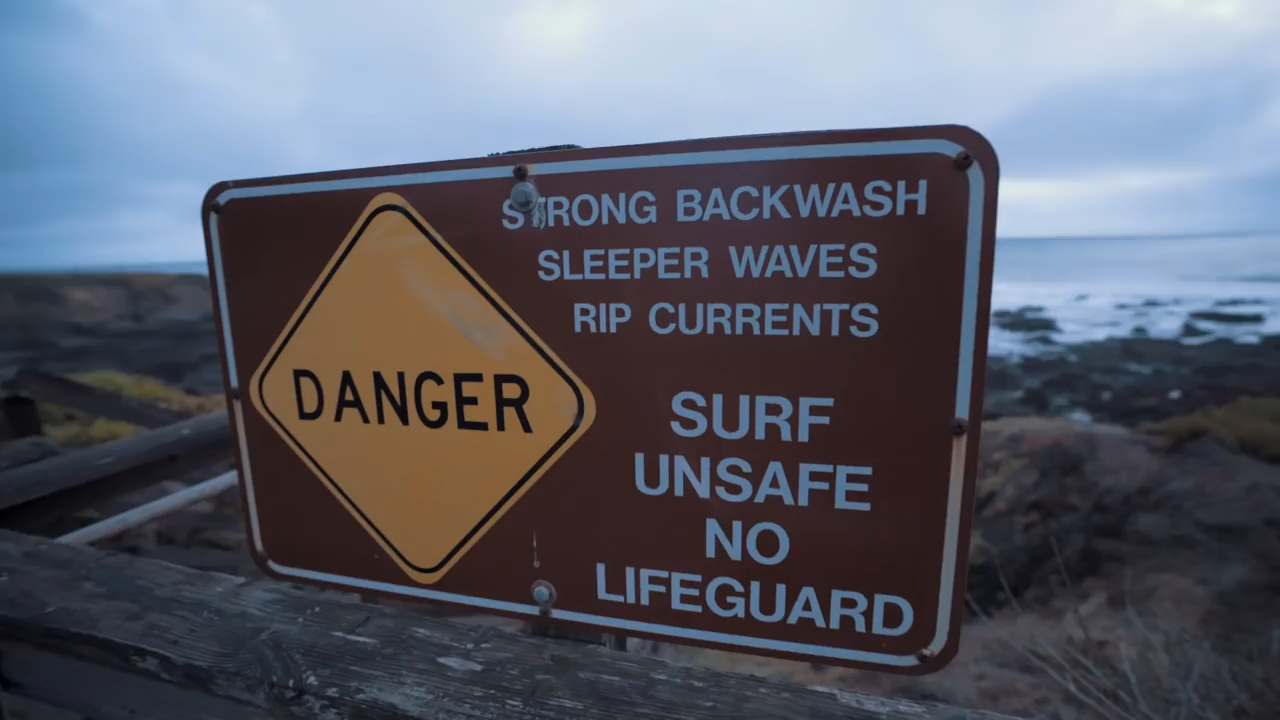 DANGER
STRONG BACKWASH
SLEEPER WAVES
RIP CURRENTS
SURF
UNSAFE
NO
LIFEGUARD